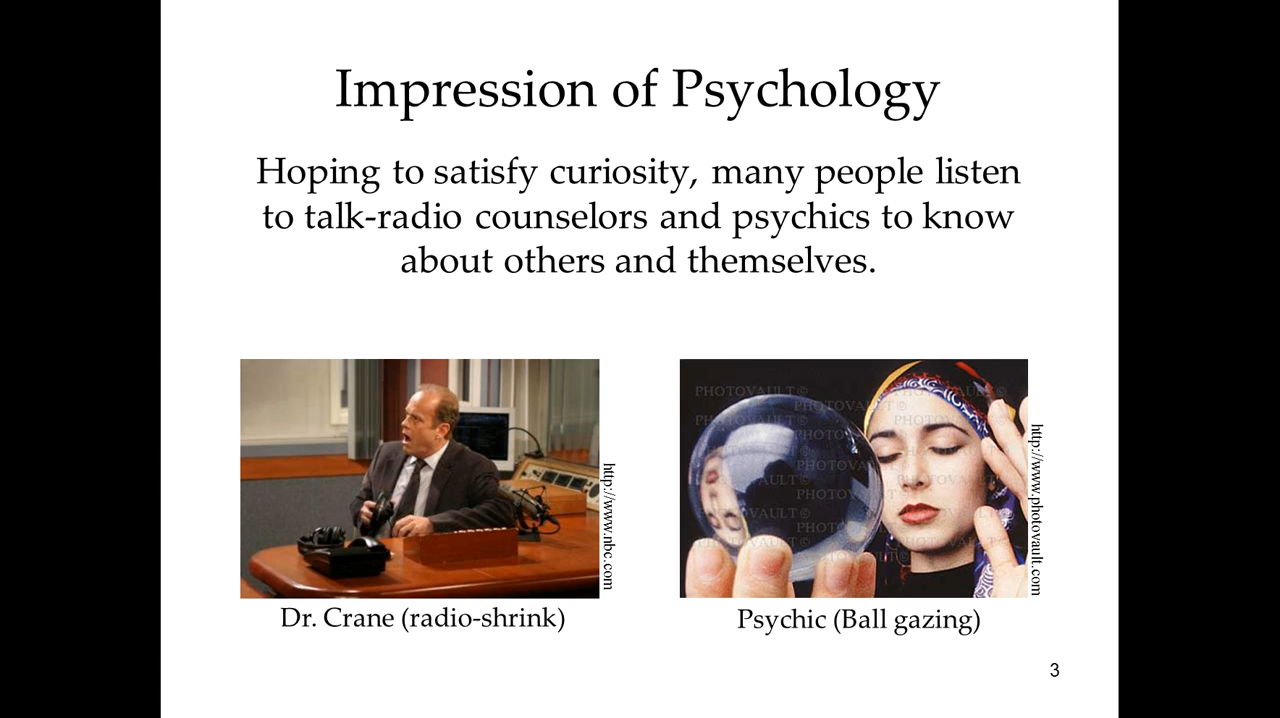 Impression of Psychology
Hoping to satisfy curiosity, many people listen
to talk-radio counselors and psychics to know
about others and themselves.
http://www.nbc.com
PHOTOVAULT©
http://www.photovault.com
Dr. Crane (radio-shrink)
Psychic (Ball gazing)
3